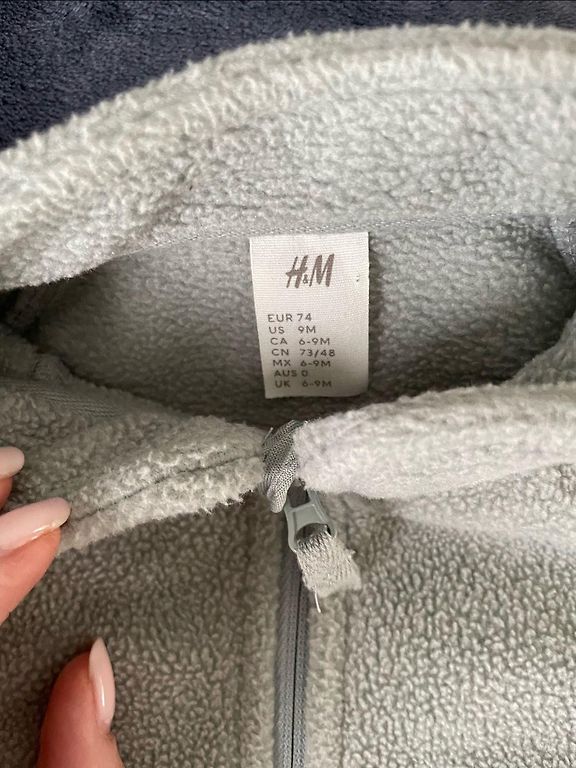 H&M
EUR 74
US 9M
CA 6-9M
CN 73/48
MX 6-9M
AUS 0
UK 6-9M